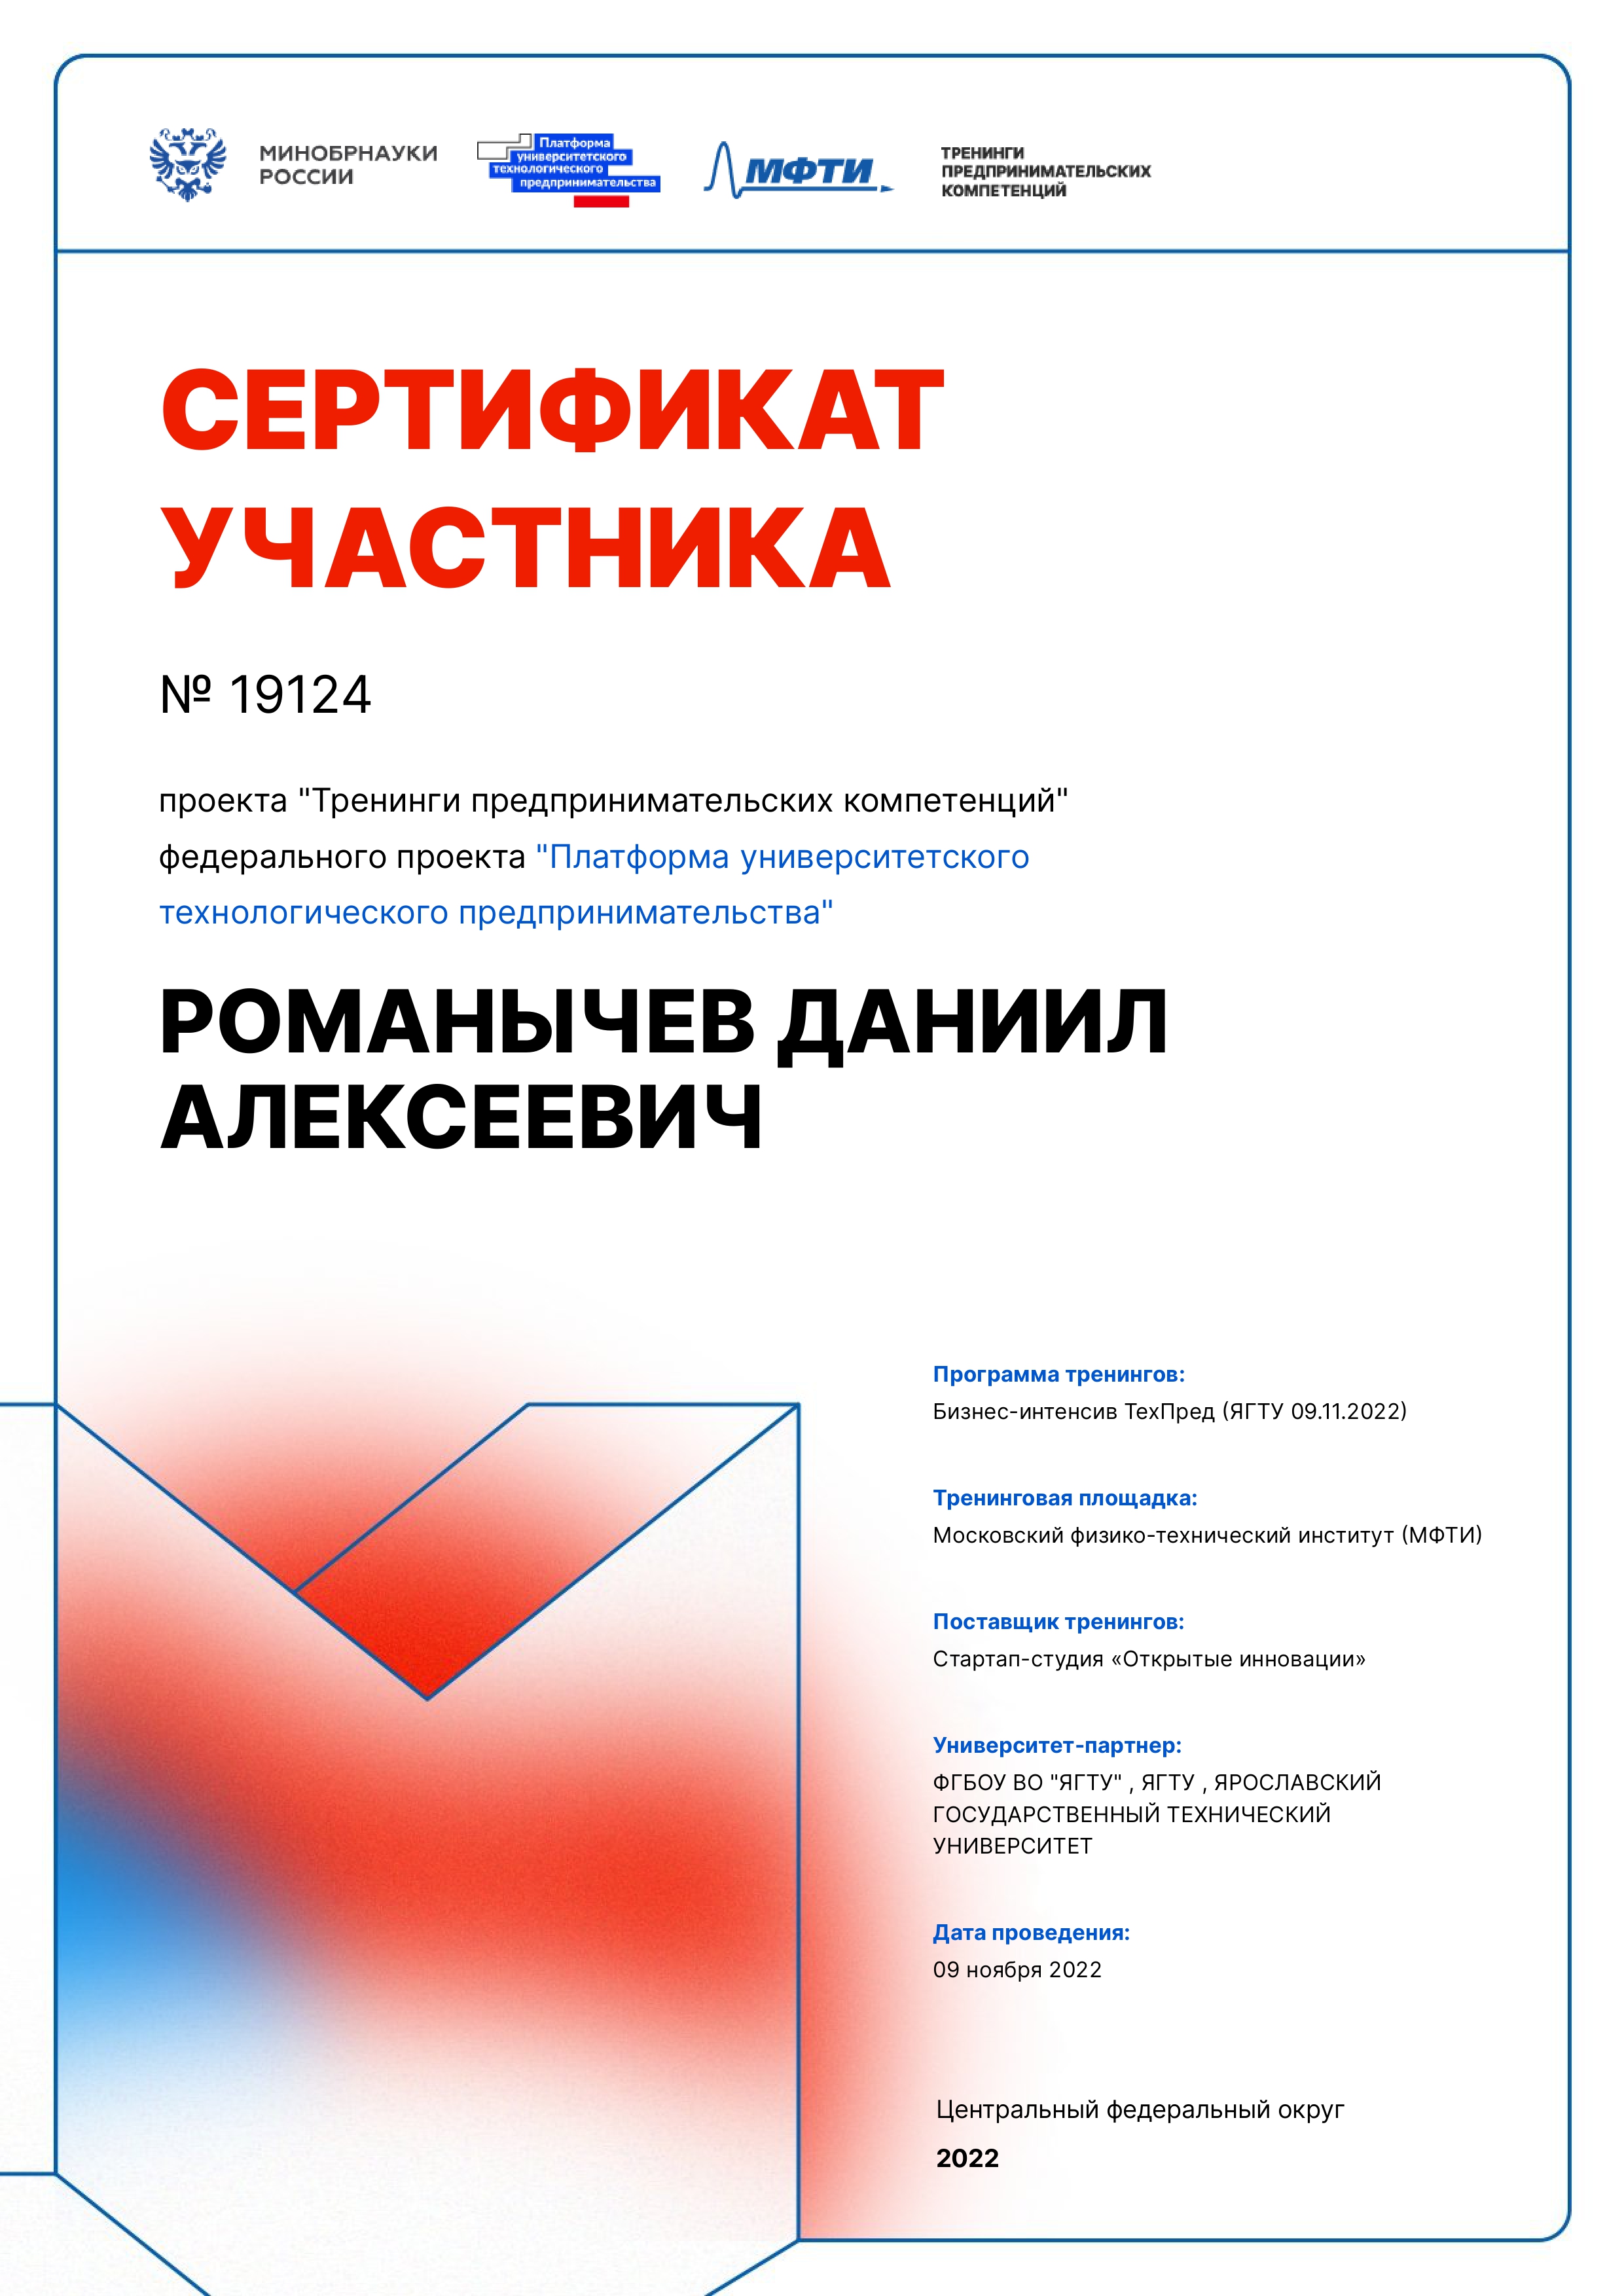 МИНОБРНАУКИ
РОССИИ
Платформа
университетского
технологического
предпринимательства
МФТИ
ТРЕНИНГИ
ПРЕДПРИНИМАТЕЛЬСКИХ
КОМПЕТЕНЦИЙ
СЕРТИФИКАТ
УЧАСТНИКА
№ 19124
проекта "Тренинги предпринимательских компетенций"
федерального проекта "Платформа университетского
технологического предпринимательства"
РОМАНЫЧЕВ ДАНИИЛ
АЛЕКСЕЕВИЧ
Программа тренингов:
Бизнес-интенсив ТехПред (ЯГТУ 09.11.2022)
Тренинговая площадка:
Московский физико-технический институт (МФТИ)
Поставщик тренингов:
Стартап-студия «Открытые инновации»
Университет-партнер:
ФГБОУ ВО "ЯГТУ" , ЯГТУ , ЯРОСЛАВСКИЙ
ГОСУДАРСТВЕННЫЙ ТЕХНИЧЕСКИЙ
УНИВЕРСИТЕТ
Дата проведения:
09 ноября 2022
Центральный федеральный округ
2022